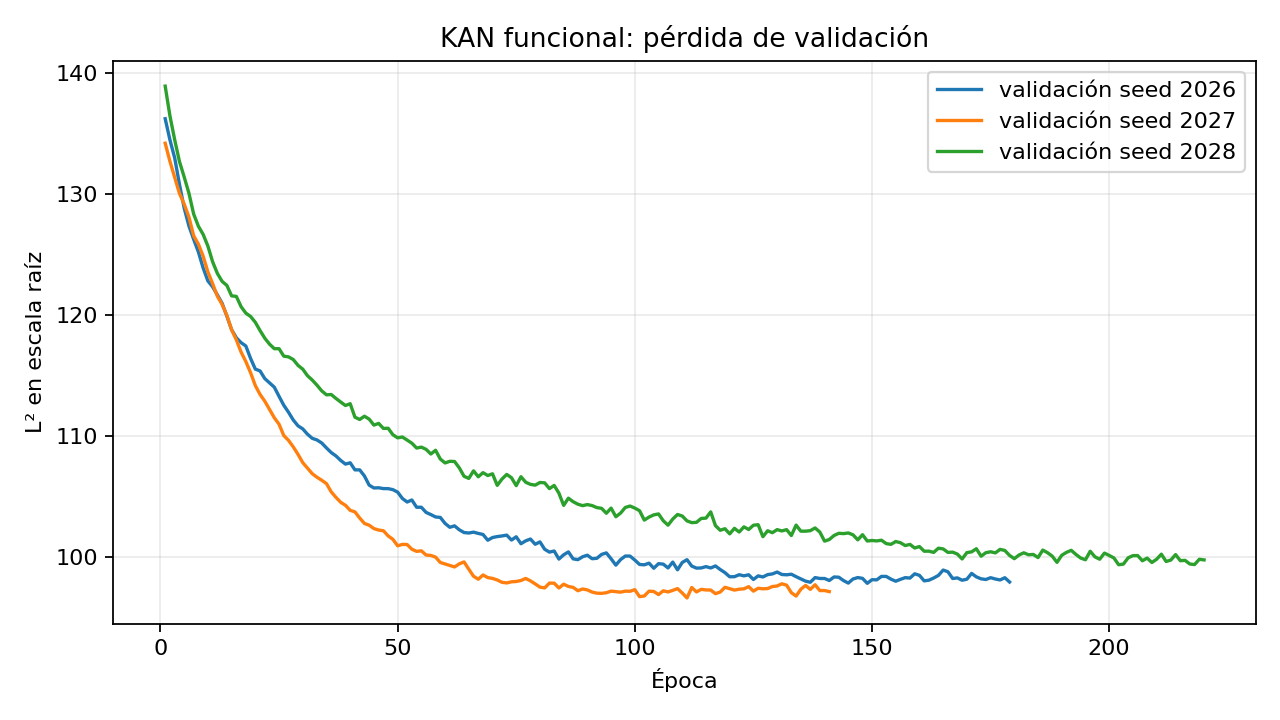 KAN funcional: pérdida de validación
validación seed 2026
validación seed 2027
validación seed 2028
L² en escala raíz
140
130
120
110
100
0 50 100 150 200
Época